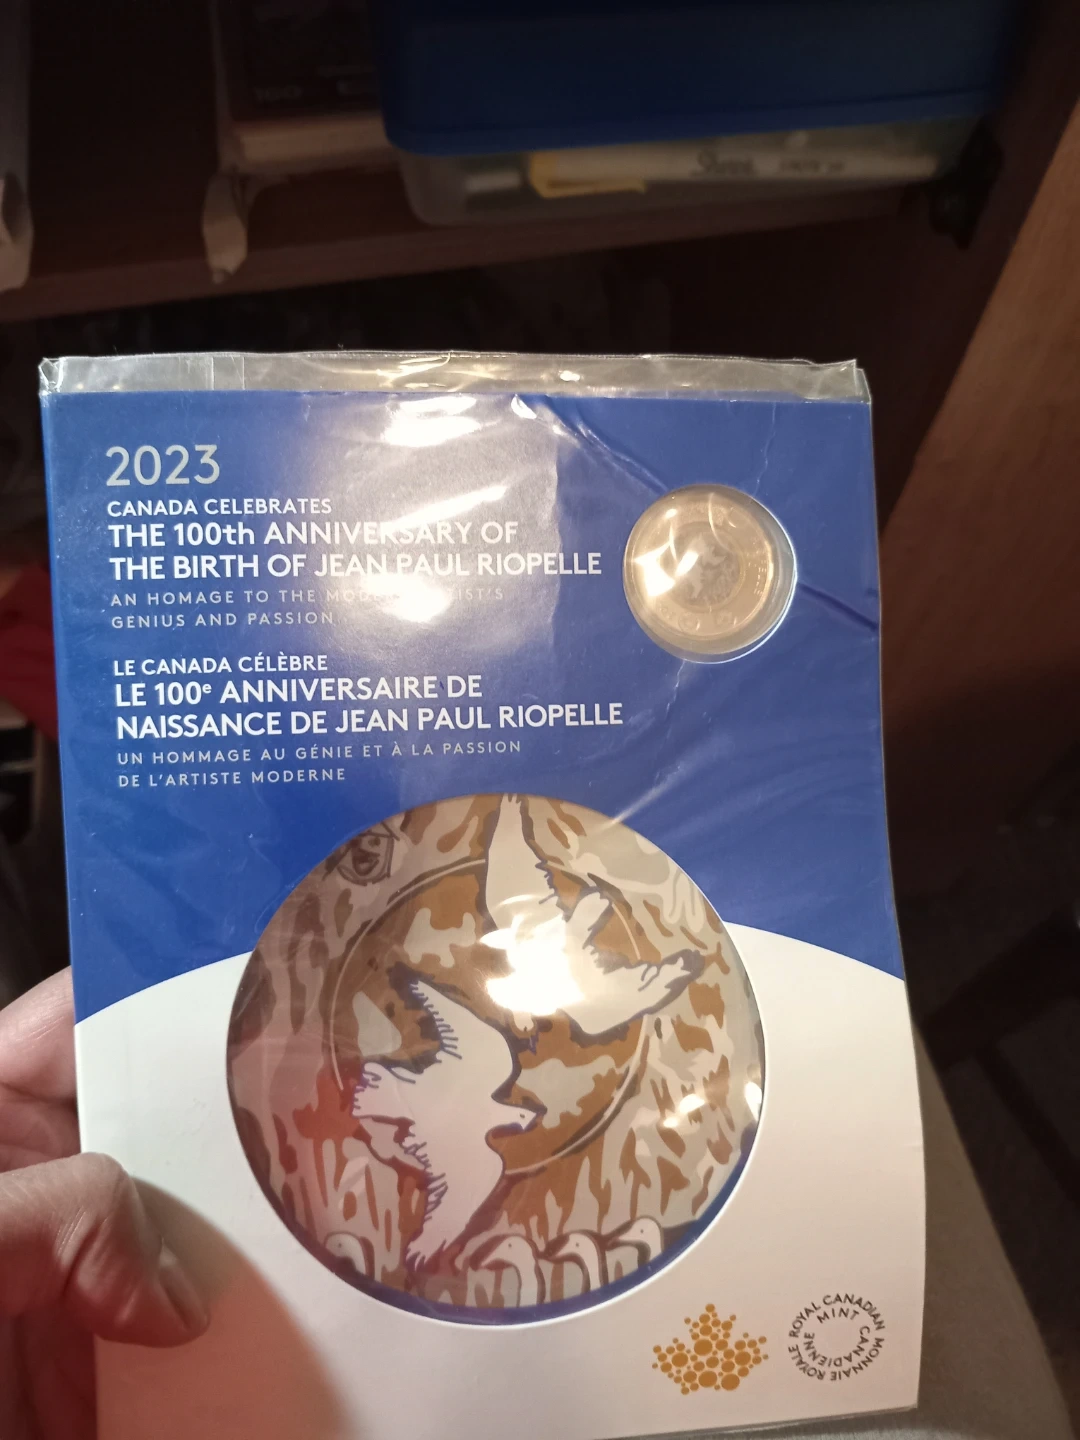 2023
CANADA CELEBRATES
THE 100th ANNIVERSARY OF
THE BIRTH OF JEAN PAUL RIOPELLE
AN HOMAGE TO THE MODERN ARTIST'S
GENIUS AND PASSION
LE CANADA CÉLÈBRE
LE 100e ANNIVERSAIRE DE
NAISSANCE DE JEAN PAUL RIOPELLE
UN HOMMAGE AU GÉNIE ET À LA PASSION
DE L'ARTISTE MODERNE
ROYAL CANADIAN MINT
MONNAIE ROYALE CANADIENNE